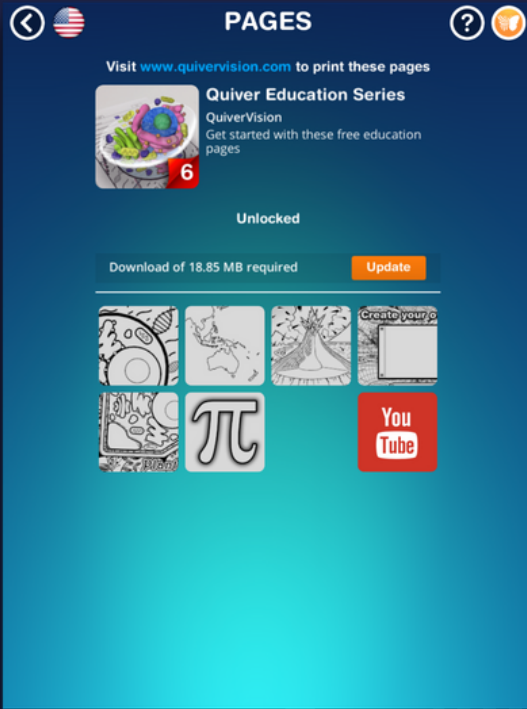 PAGES
?
Visit www.quivervision.com to print these pages
Quiver Education Series
QuiverVision
Get started with these free education
pages
6
Unlocked
Download of 18.85 MB required
Update
Create your o
π
You
Tube